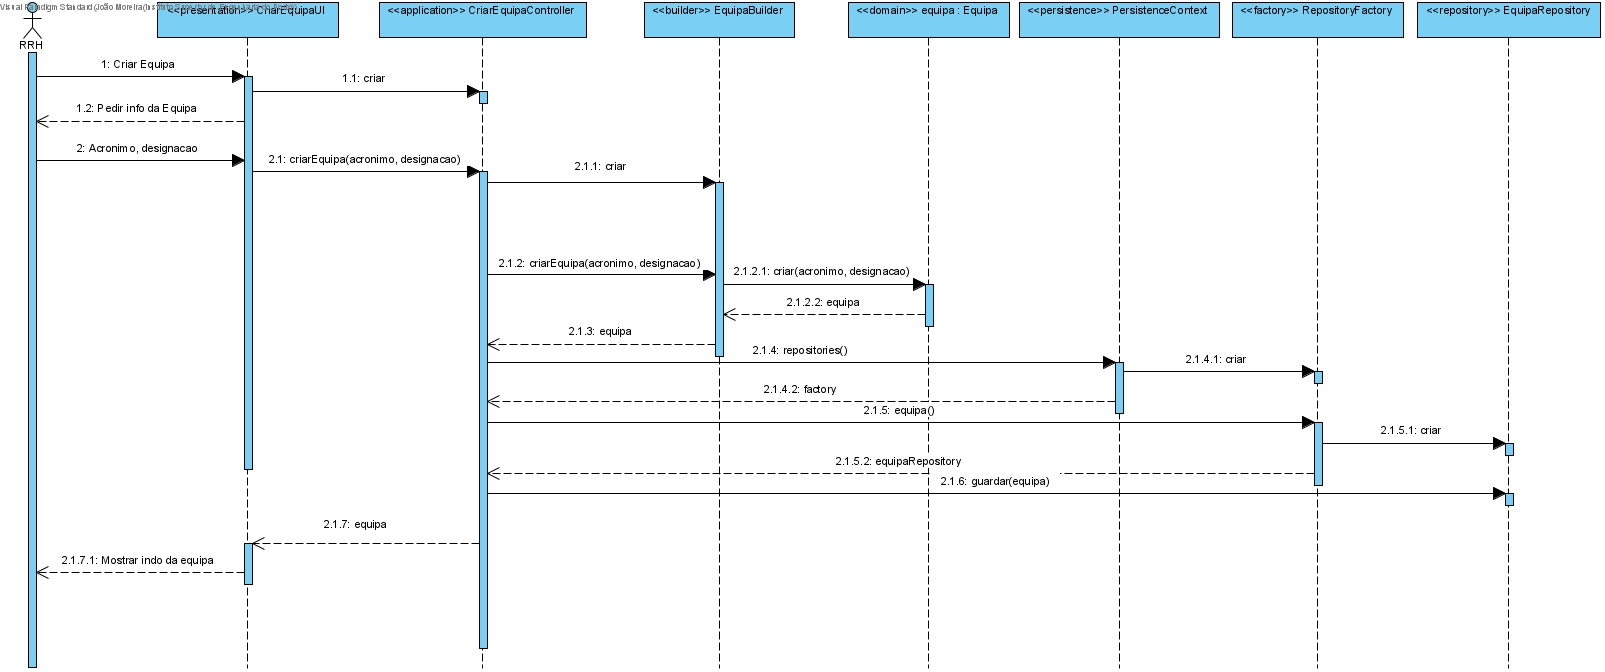 Visual Paradigm Standard (João Moreira (Instituto Superior de Engenharia do Porto))
<<presentation>> CriarEquipaUI
<<application>> CriarEquipaController
<<builder>> EquipaBuilder
<<domain>> equipa : Equipa
<<persistence>> PersistenceContext
<<factory>> RepositoryFactory
<<repository>> EquipaRepository
RRH
1: Criar Equipa
1.1: criar
1.2: Pedir info da Equipa
2: Acronimo, designacao
2.1: criarEquipa(acronimo, designacao)
2.1.1: criar
2.1.2: criarEquipa(acronimo, designacao)
2.1.2.1: criar(acronimo, designacao)
2.1.2.2: equipa
2.1.3: equipa
2.1.4: repositories()
2.1.4.1: criar
2.1.4.2: factory
2.1.5: equipa()
2.1.5.1: criar
2.1.5.2: equipaRepository
2.1.6: guardar(equipa)
2.1.7: equipa
2.1.7.1: Mostrar indo da equipa